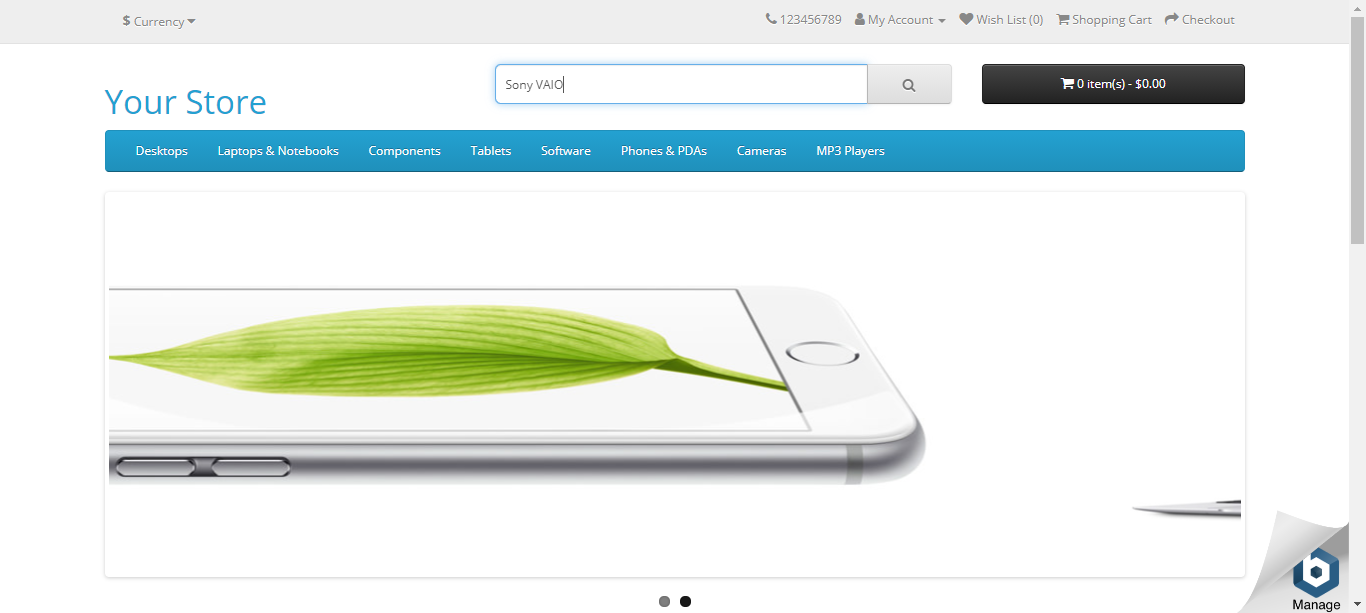 $ Currency
123456789 My Account Wish List (0) Shopping Cart Checkout
Sony VAIO
0 item(s) - $0.00
Your Store
Desktops Laptops & Notebooks Components Tablets Software Phones & PDAs Cameras MP3 Players
Manage